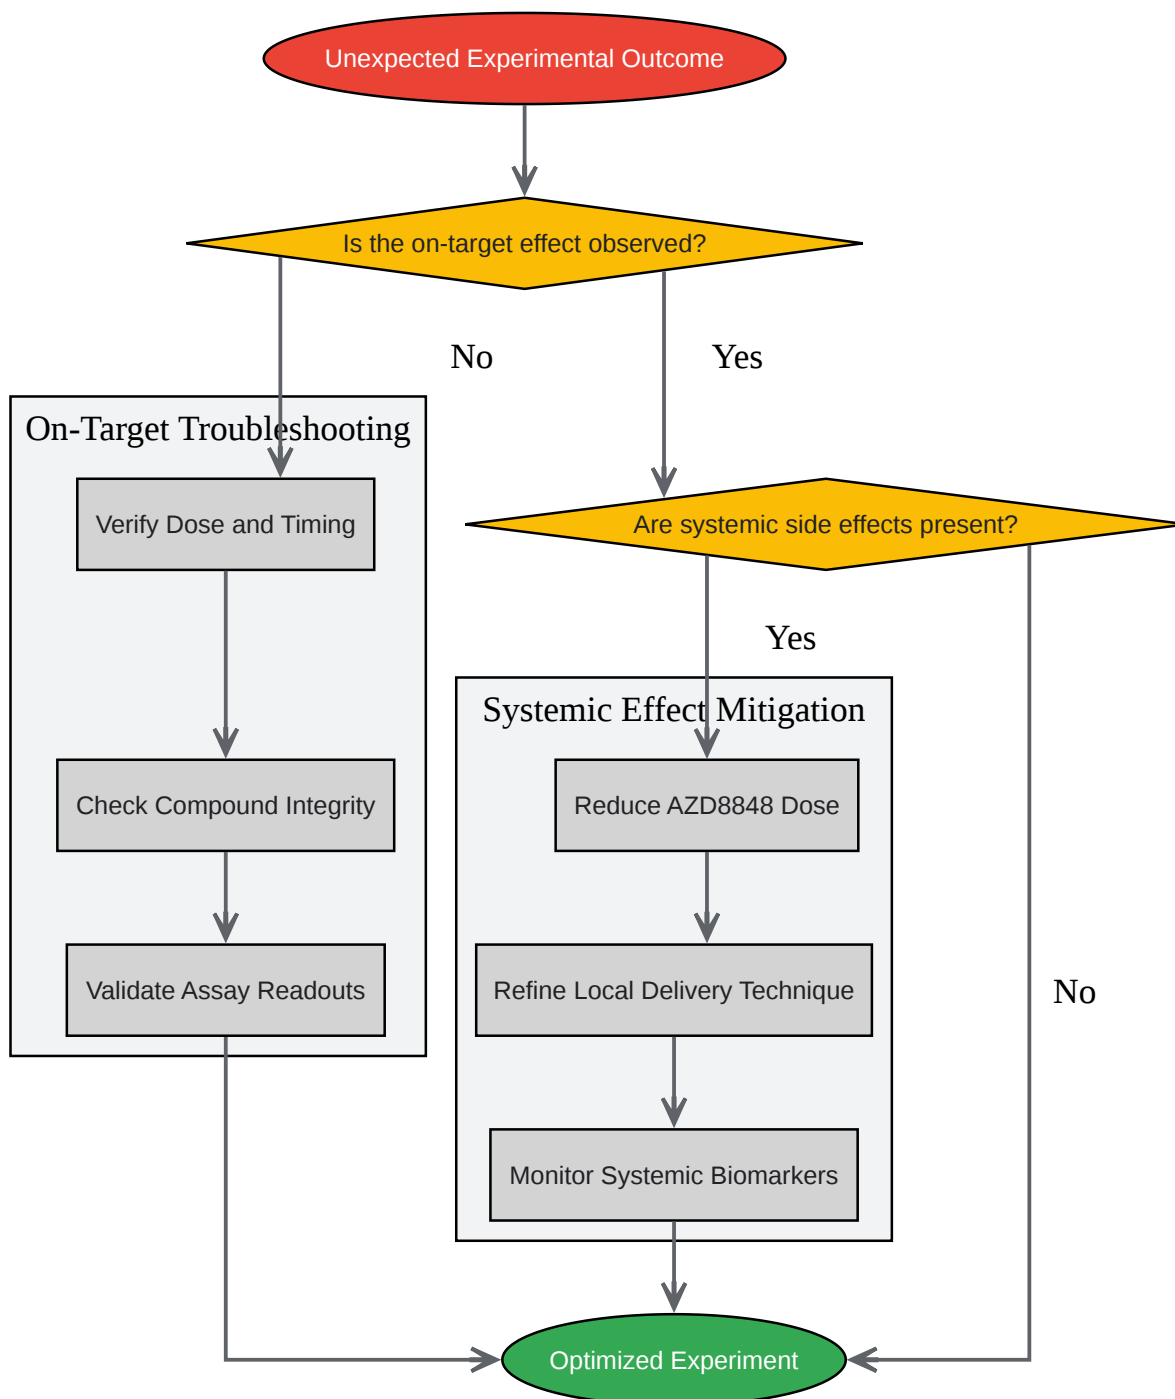 Unexpected Experimental Outcome
Is the on-target effect observed?
No
Yes
On-Target Troubleshooting
Verify Dose and Timing
Are systemic side effects present?
Yes
Systemic Effect Mitigation
Check Compound Integrity
Reduce AZD8848 Dose
Validate Assay Readouts
Refine Local Delivery Technique
No
Monitor Systemic Biomarkers
Optimized Experiment